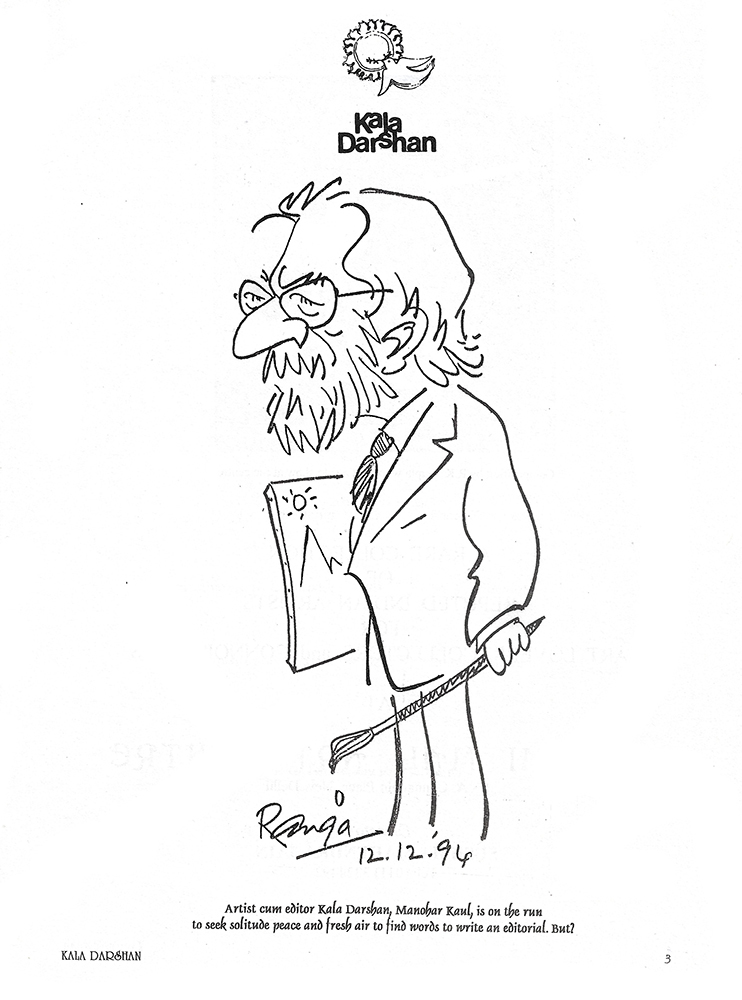 Kala
Darshan
Ranga
12.12.'94
Artist cum editor Kala Darshan, Manohar Kaul, is on the run
to seek solitude peace and fresh air to find words to write an editorial. But?
KALA DARSHAN
3